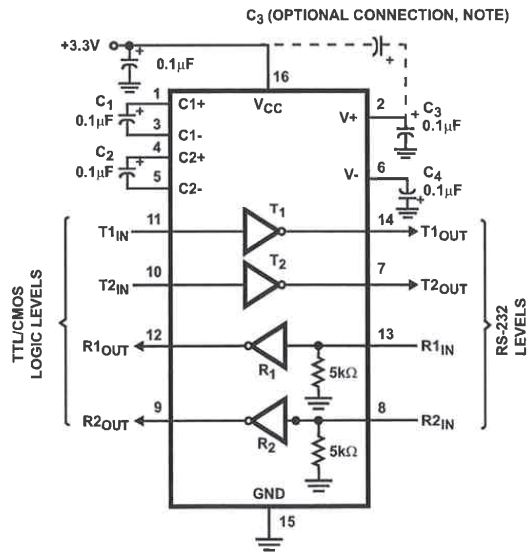 C3 (OPTIONAL CONNECTION, NOTE)
+3.3V
+
0.1µF
+
16
VCC
1
C1
0.1µF
+
C1+
3
C1-
4
C2
0.1µF
+
C2+
5
C2-
2
V+
+
C3
0.1µF
6
V-
C4
0.1µF
+
TTL/CMOS
LOGIC LEVELS
RS-232
LEVELS
T1IN
11
T1
14
T1OUT
T2IN
10
T2
7
T2OUT
R1OUT
12
R1
13
R1IN
5kΩ
R2OUT
9
R2
8
R2IN
5kΩ
GND
15